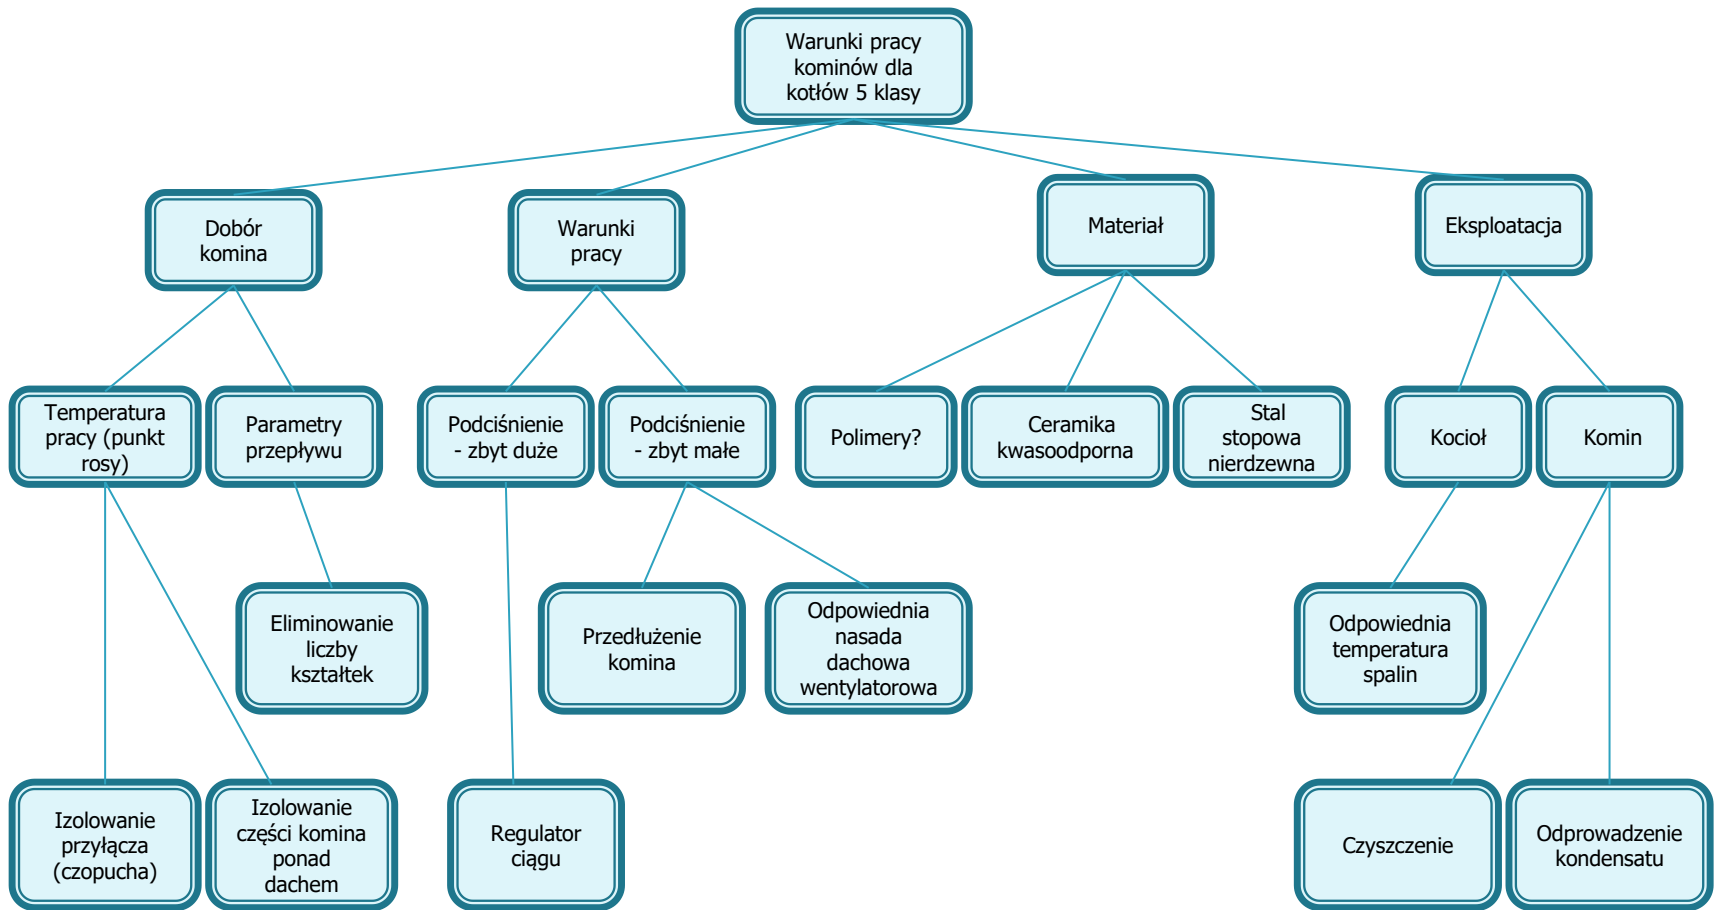 Warunki pracy
kominów dla
kotłów 5 klasy
Dobór
komina
Warunki
pracy
Materiał
Eksploatacja
Temperatura
pracy (punkt
rosy)
Parametry
przepływu
Podciśnienie
- zbyt duże
Podciśnienie
- zbyt małe
Polimery?
Ceramika
kwasoodporna
Stal
stopowa
nierdzewna
Kocioł
Komin
Eliminowanie
liczby
kształtek
Przedłużenie
komina
Odpowiednia
nasada
dachowa
wentylatorowa
Odpowiednia
temperatura
spalin
Izolowanie
przyłącza
(czopucha)
Izolowanie
części komina
ponad
dachem
Regulator
ciągu
Czyszczenie
Odprowadzenie
kondensatu